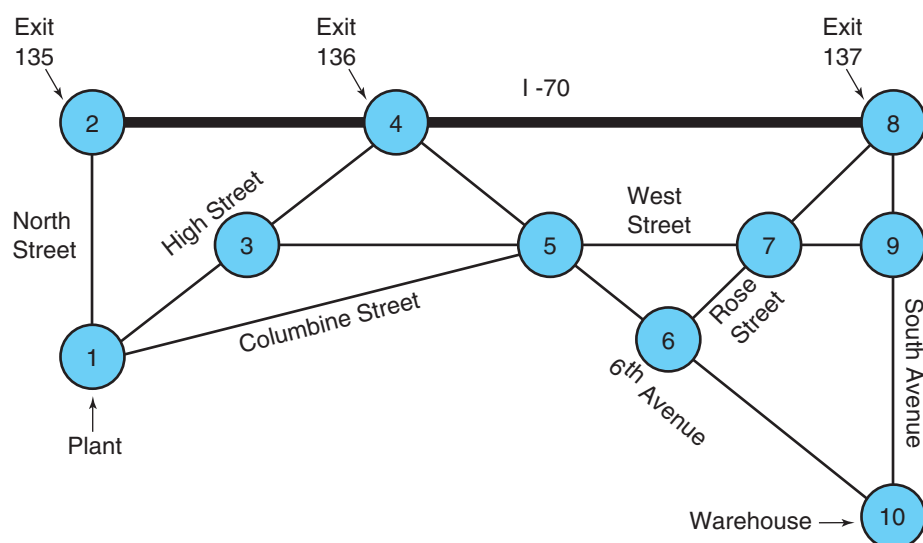 Exit
135
Exit
136
Exit
137
I -70
2
4
8
North
Street
High Street
West
Street
3
5
7
9
Columbine Street
Rose
Street
South Avenue
1
6
6th Avenue
Plant
Warehouse
10